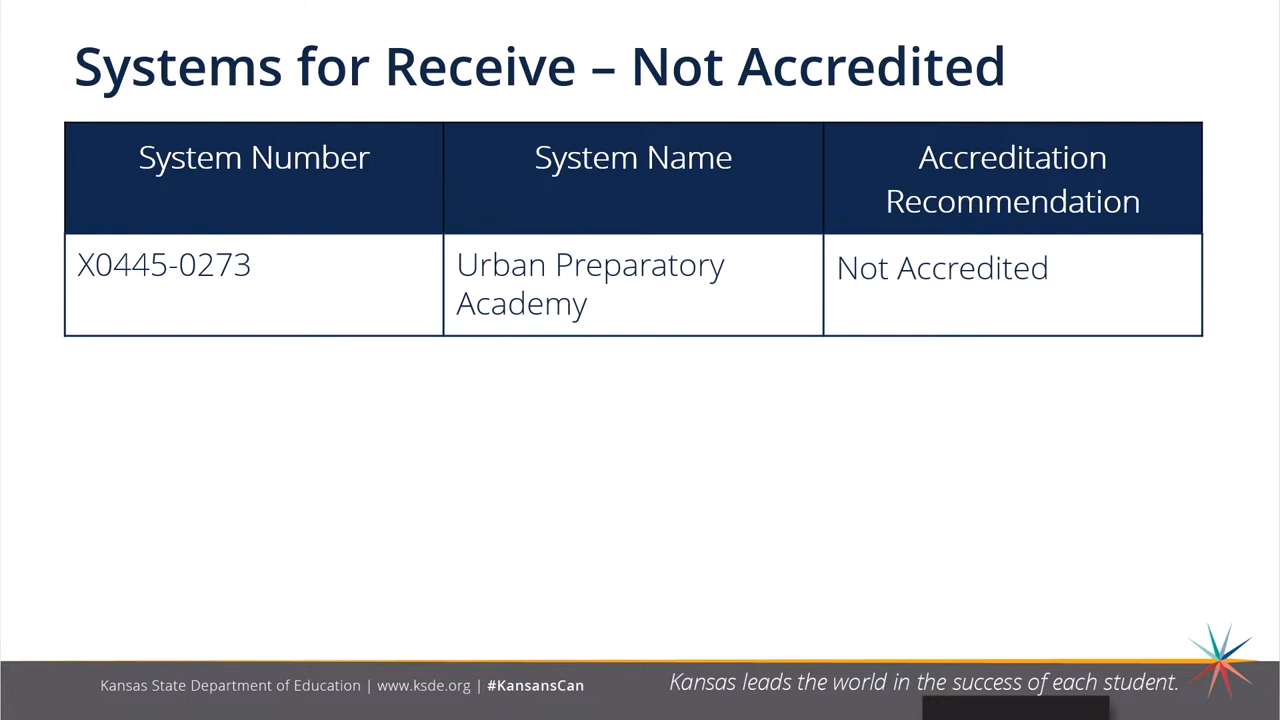 Systems for Receive – Not Accredited
System Number
System Name
Accreditation
Recommendation
X0445-0273
Urban Preparatory
Academy
Not Accredited
Kansas State Department of Education | www.ksde.org | #KansansCan
Kansas leads the world in the success of each student.